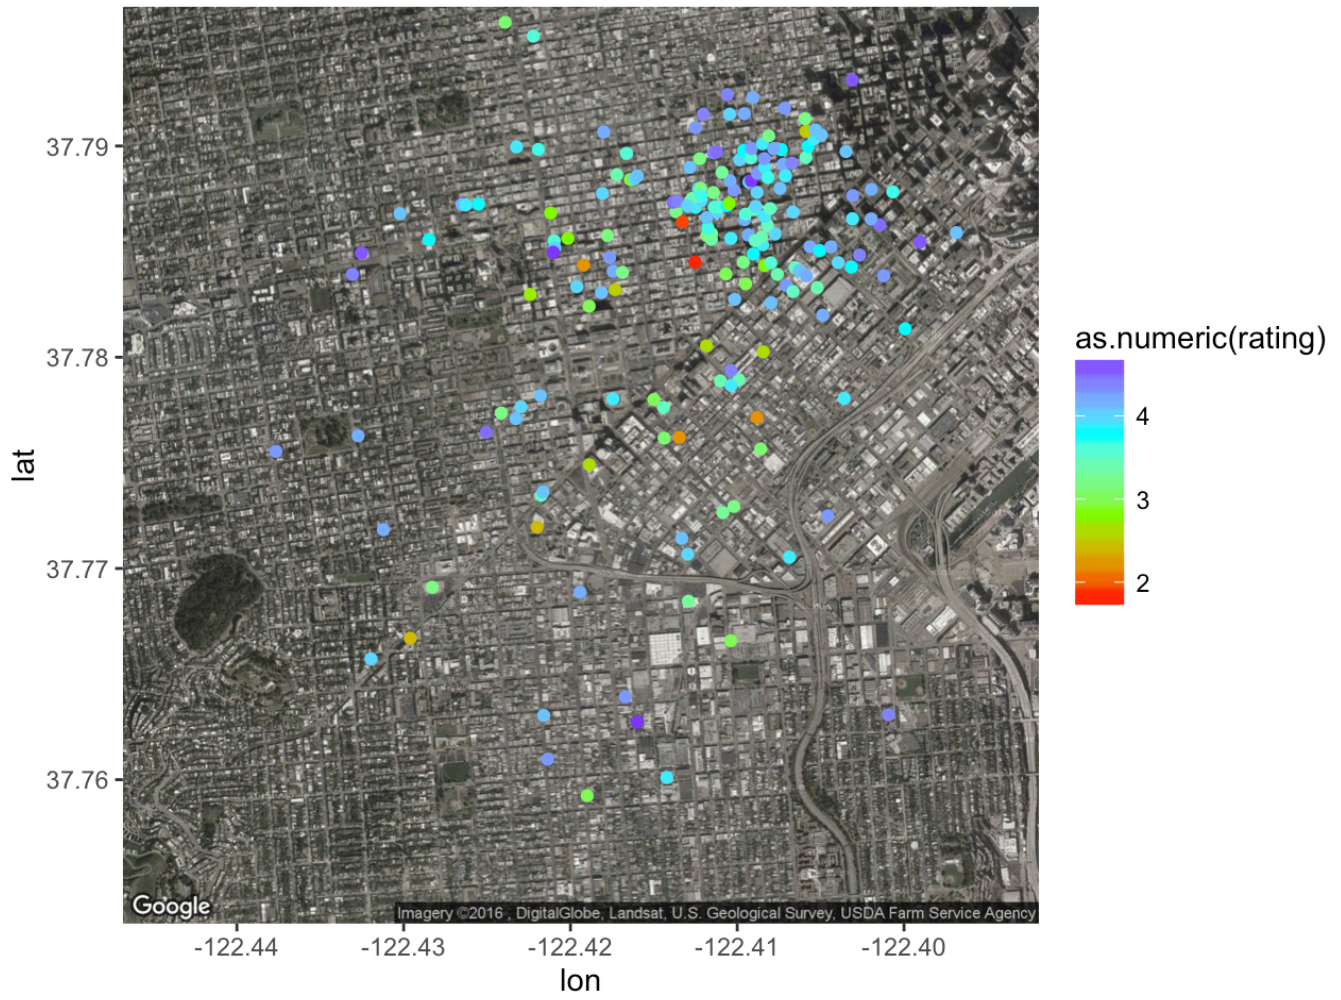 37.79
37.78
37.77
37.76
lat
-122.44
-122.43
-122.42
-122.41
-122.40
lon
as.numeric(rating)
4
3
2
Google
Imagery ©2016 , DigitalGlobe, Landsat, U.S. Geological Survey, USDA Farm Service Agency